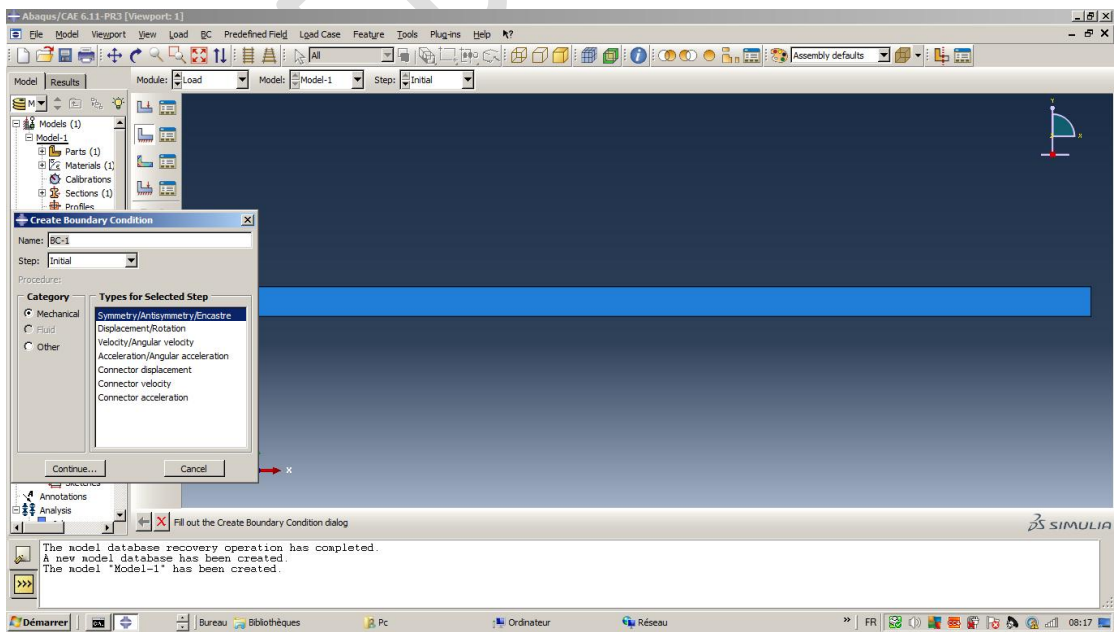 Abaqus/CAE 6.11-PR3 [Viewport: 1]
File Model Viewport View Load BC Predefined Field Load Case Feature Tools Plug-ins Help
All Assembly defaults
Model Results Module: Load Model: Model-1 Step: Initial
M
Models (1)
Model-1
Parts (1)
Materials (1)
Calibrations
Sections (1)
Profiles
Create Boundary Condition
Name: BC-1
Step: Initial
Procedure:
Category Types for Selected Step
Mechanical
Fluid
Other
Symmetry/Antisymmetry/Encastre
Displacement/Rotation
Velocity/Angular velocity
Acceleration/Angular acceleration
Connector displacement
Connector velocity
Connector acceleration
Continue... Cancel
Y
X
X
Sketches
Annotations
Analysis
Fill out the Create Boundary Condition dialog
SIMULIA
The model database recovery operation has completed.
A new model database has been created.
The model "Model-1" has been created.
Démarrer Bureau Bibliothèques Pc Ordinateur Réseau FR 08:17